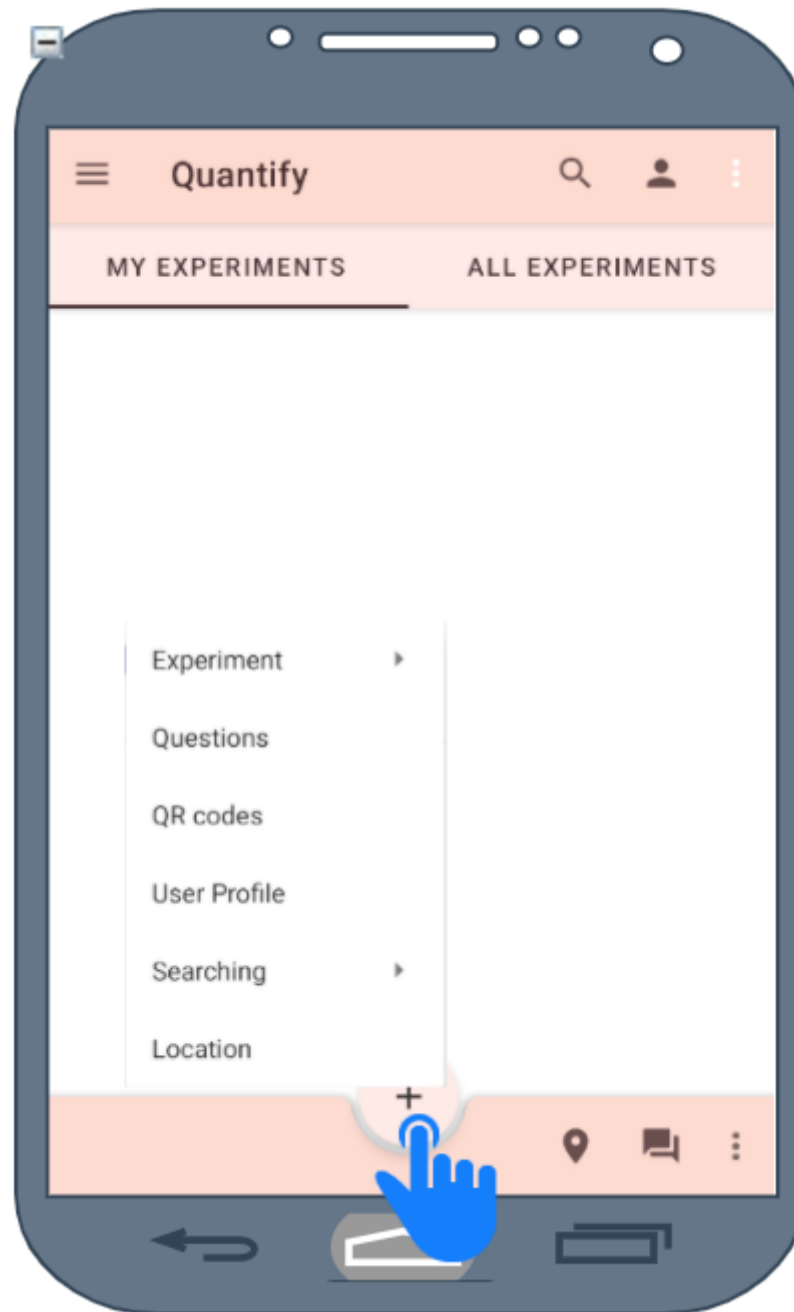 Quantify
MY EXPERIMENTS ALL EXPERIMENTS
Experiment
Questions
QR codes
User Profile
Searching
Location